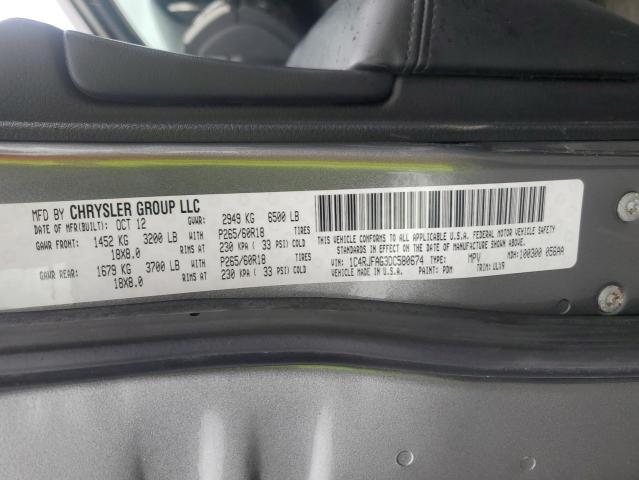 MFD BY CHRYSLER GROUP LLC
DATE OF MFR(BUILT): OCT 12 GVWR: 2949 KG 6500 LB
GAWR FRONT: 1452 KG 3200 LB WITH P265/60R18 TIRES
18X8.0 RIMS AT 230 KPA ( 33 PSI) COLD
GAWR REAR: 1679 KG 3700 LB WITH P265/60R18 TIRES
18X8.0 RIMS AT 230 KPA ( 33 PSI) COLD
THIS VEHICLE CONFORMS TO ALL APPLICABLE U.S.A. FEDERAL MOTOR VEHICLE SAFETY
STANDARDS IN EFFECT ON THE DATE OF MANUFACTURE SHOWN ABOVE.
VIN: 1C4RJFAG3DC580674 TYPE: MPV MDH: 100300 056AA
VEHICLE MADE IN U.S.A. PAINT: PDM TRIM: